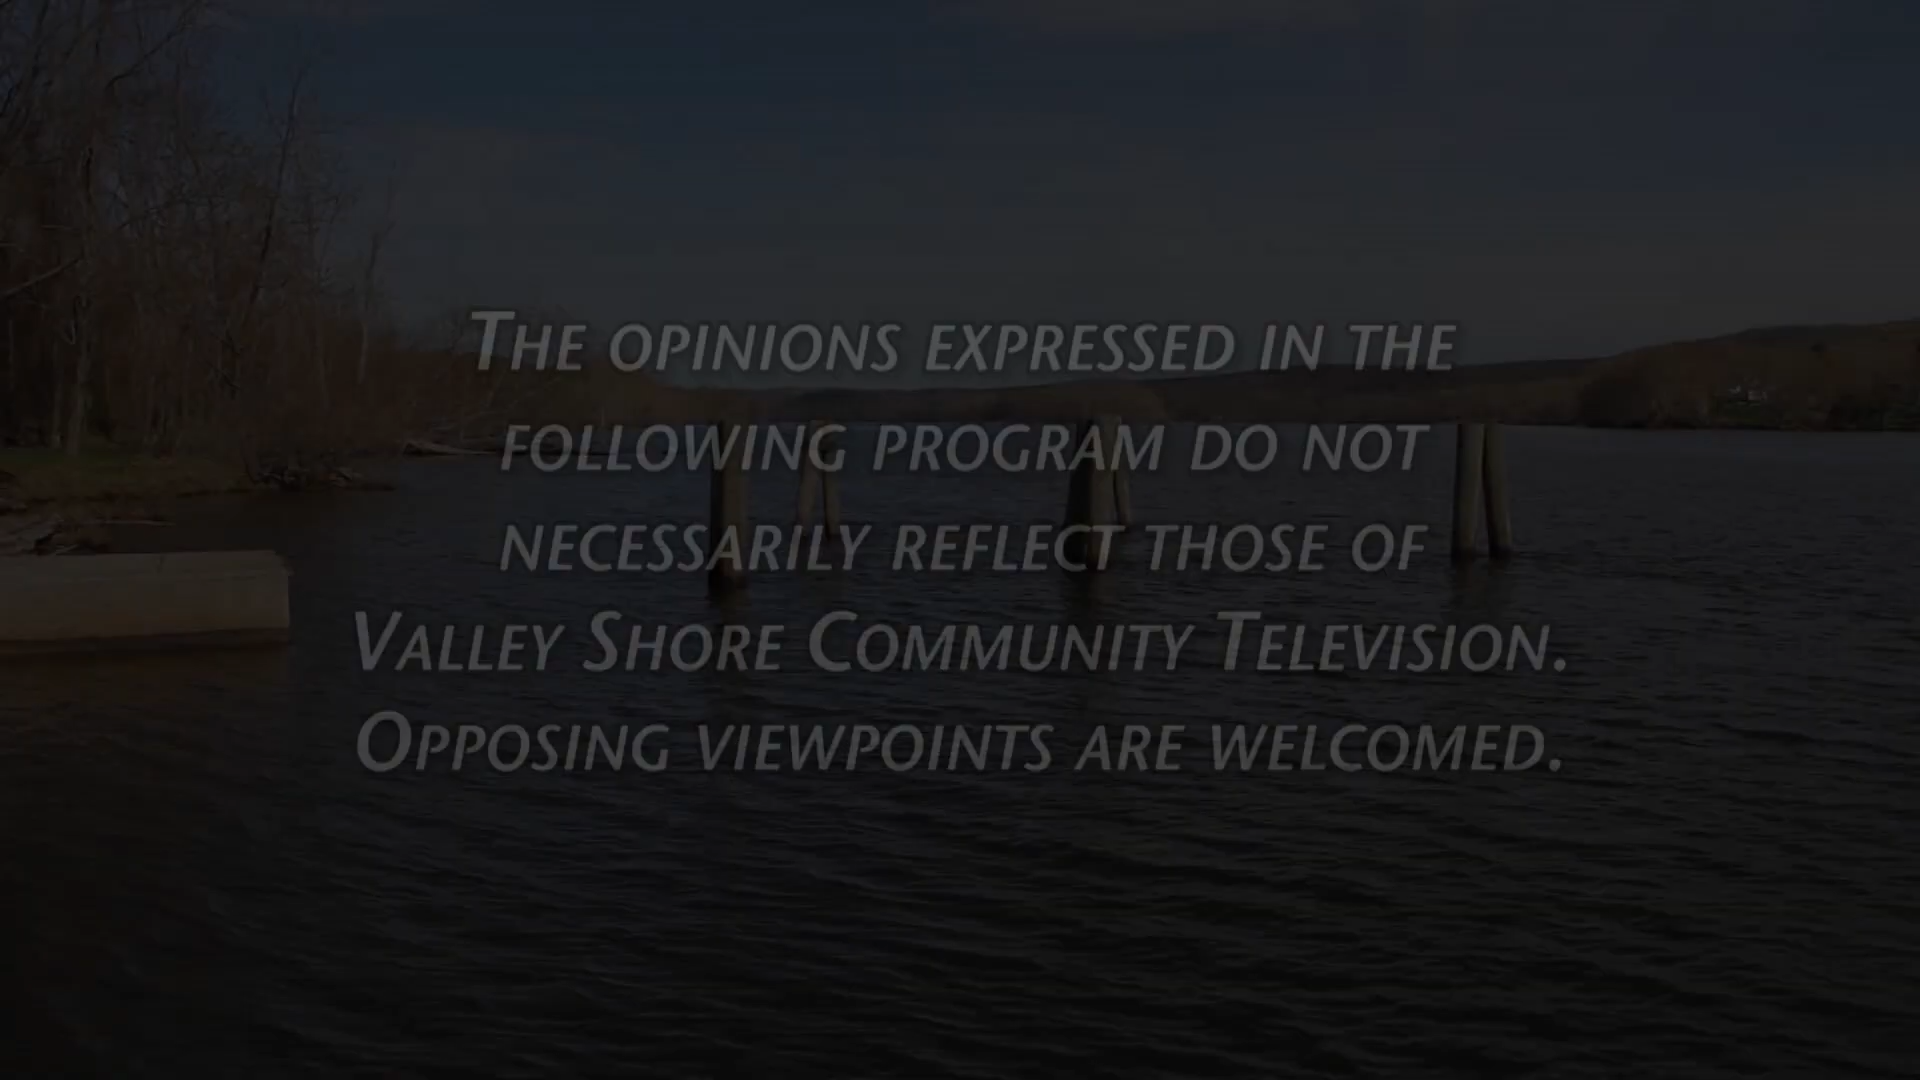 The opinions expressed in the
following program do not
necessarily reflect those of
Valley Shore Community Television.
Opposing viewpoints are welcomed.